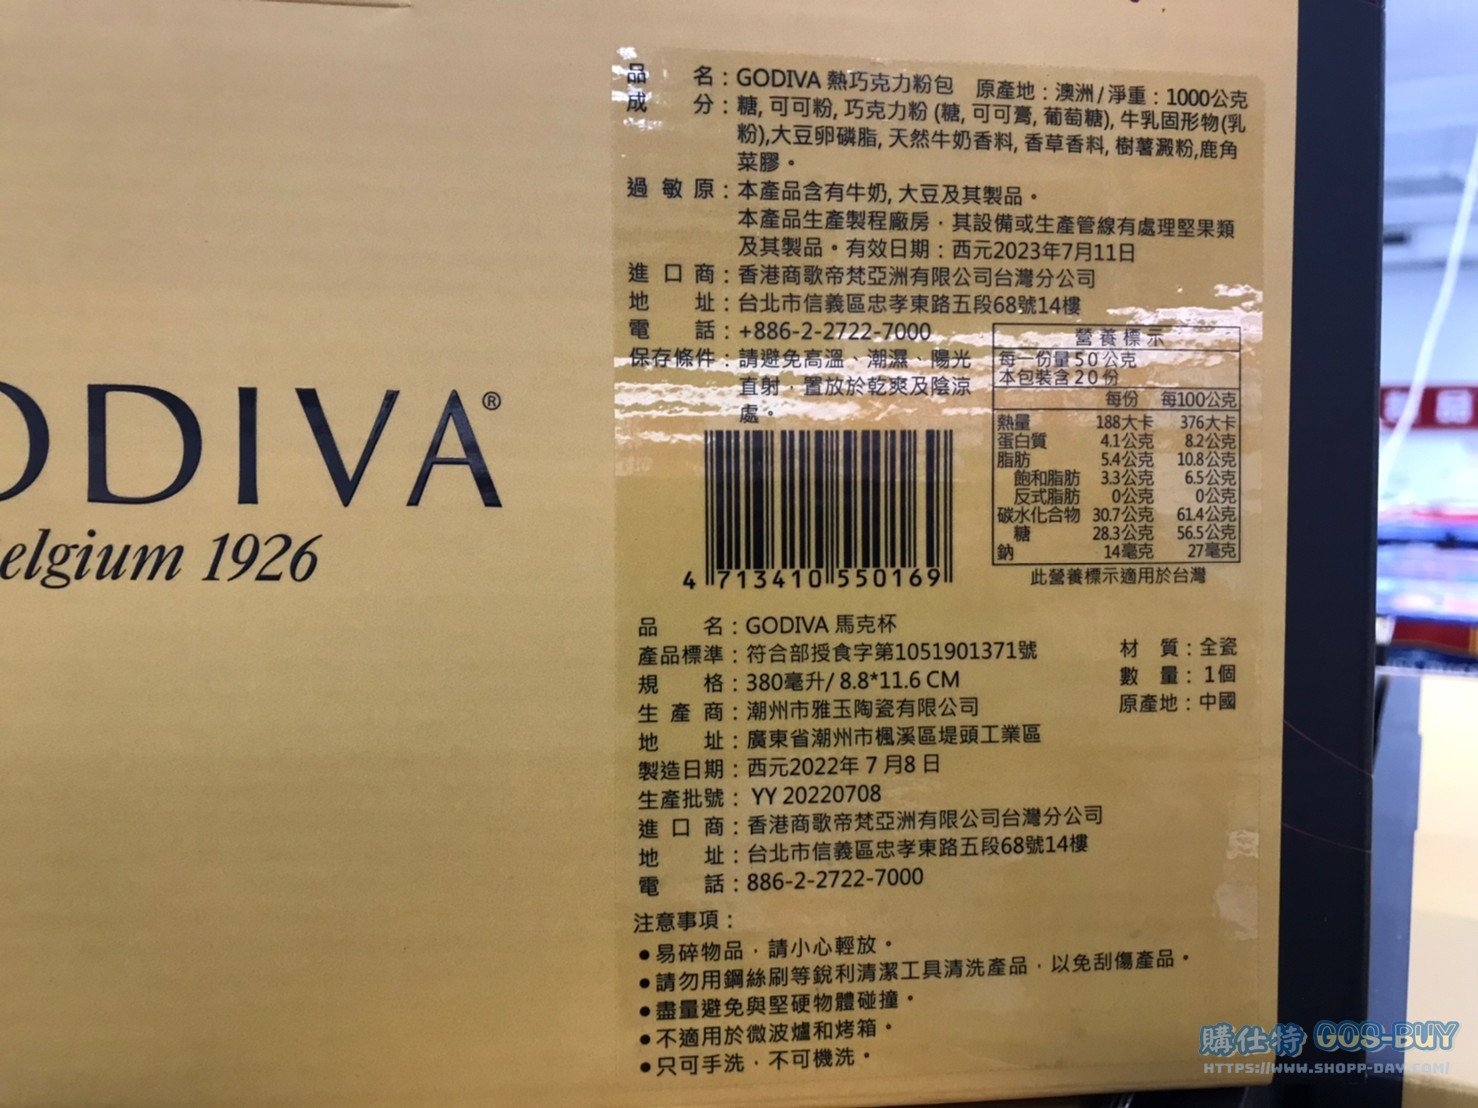 ODIVA®
elgium 1926
品 名：GODIVA 熱巧克力粉包 原產地：澳洲/淨重：1000公克
成 分：糖, 可可粉, 巧克力粉 (糖, 可可膏, 葡萄糖), 牛乳固形物(乳
粉),大豆卵磷脂, 天然牛奶香料, 香草香料, 樹薯澱粉,鹿角
菜膠。
過 敏 原：本產品含有牛奶, 大豆及其製品。
本產品生產製程廠房，其設備或生產管線有處理堅果類
及其製品。有效日期：西元2023年7月11日
進 口 商：香港商歌帝梵亞洲有限公司台灣分公司
地 址：台北市信義區忠孝東路五段68號14樓
電 話：+886-2-2722-7000
保存條件：請避免高溫、潮濕、陽光
直射，置放於乾爽及陰涼
處。
營養標示
每一份量50公克
本包裝含20份
每份 每100公克
熱量 188大卡 376大卡
蛋白質 4.1公克 8.2公克
脂肪 5.4公克 10.8公克
飽和脂肪 3.3公克 6.5公克
反式脂肪 0公克 0公克
碳水化合物 30.7公克 61.4公克
糖 28.3公克 56.5公克
鈉 14毫克 27毫克
此營養標示適用於台灣
4 713410 550169
品 名：GODIVA 馬克杯
產品標準：符合部授食字第1051901371號 材 質：全瓷
規 格：380毫升/ 8.8*11.6 CM 數 量：1個
生 產 商：潮州市雅玉陶瓷有限公司 原產地：中國
地 址：廣東省潮州市楓溪區堤頭工業區
製造日期：西元2022年 7 月8 日
生產批號：YY 20220708
進 口 商：香港商歌帝梵亞洲有限公司台灣分公司
地 址：台北市信義區忠孝東路五段68號14樓
電 話：886-2-2722-7000
注意事項：
●易碎物品，請小心輕放。
●請勿用鋼絲刷等銳利清潔工具清洗產品，以免刮傷產品。
●盡量避免與堅硬物體碰撞。
●不適用於微波爐和烤箱。
●只可手洗，不可機洗。
購仕特 GOS-BUY
HTTPS://WWW.SHOPP-DAY.COM/